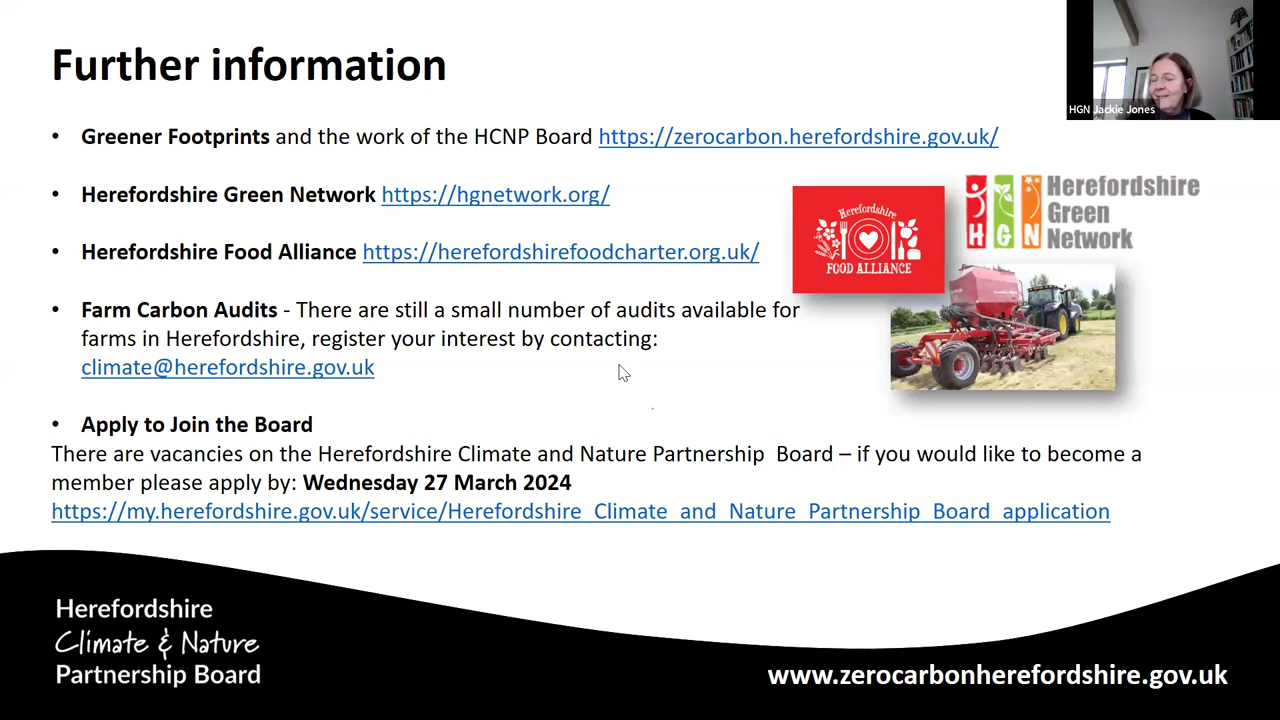 Further information
HGN Jackie Jones
• Greener Footprints and the work of the HCNP Board https://zerocarbon.herefordshire.gov.uk/
• Herefordshire Green Network https://hgnetwork.org/
• Herefordshire Food Alliance https://herefordshirefoodcharter.org.uk/
Herefordshire
FOOD ALLIANCE
H G N
Herefordshire
Green
Network
• Farm Carbon Audits - There are still a small number of audits available for
farms in Herefordshire, register your interest by contacting:
climate@herefordshire.gov.uk
• Apply to Join the Board
There are vacancies on the Herefordshire Climate and Nature Partnership Board – if you would like to become a
member please apply by: Wednesday 27 March 2024
https://my.herefordshire.gov.uk/service/Herefordshire_Climate_and_Nature_Partnership_Board_application
Herefordshire
Climate & Nature
Partnership Board
www.zerocarbonherefordshire.gov.uk